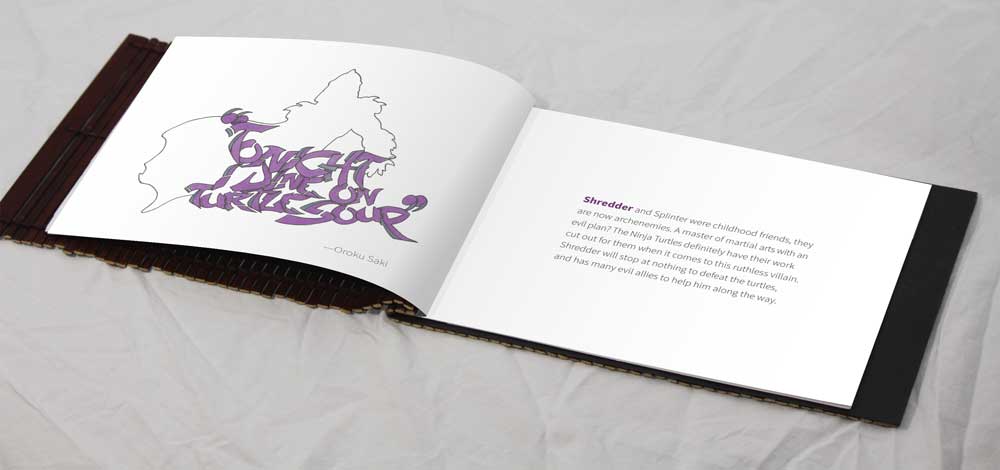 “Tonight
I Dine on
Turtle Soup”
—Oroku Saki
Shredder and Splinter were childhood friends, they
are now archenemies. A master of martial arts with an
evil plan? The Ninja Turtles definitely have their work
cut out for them when it comes to this ruthless villain.
Shredder will stop at nothing to defeat the turtles,
and has many evil allies to help him along the way.